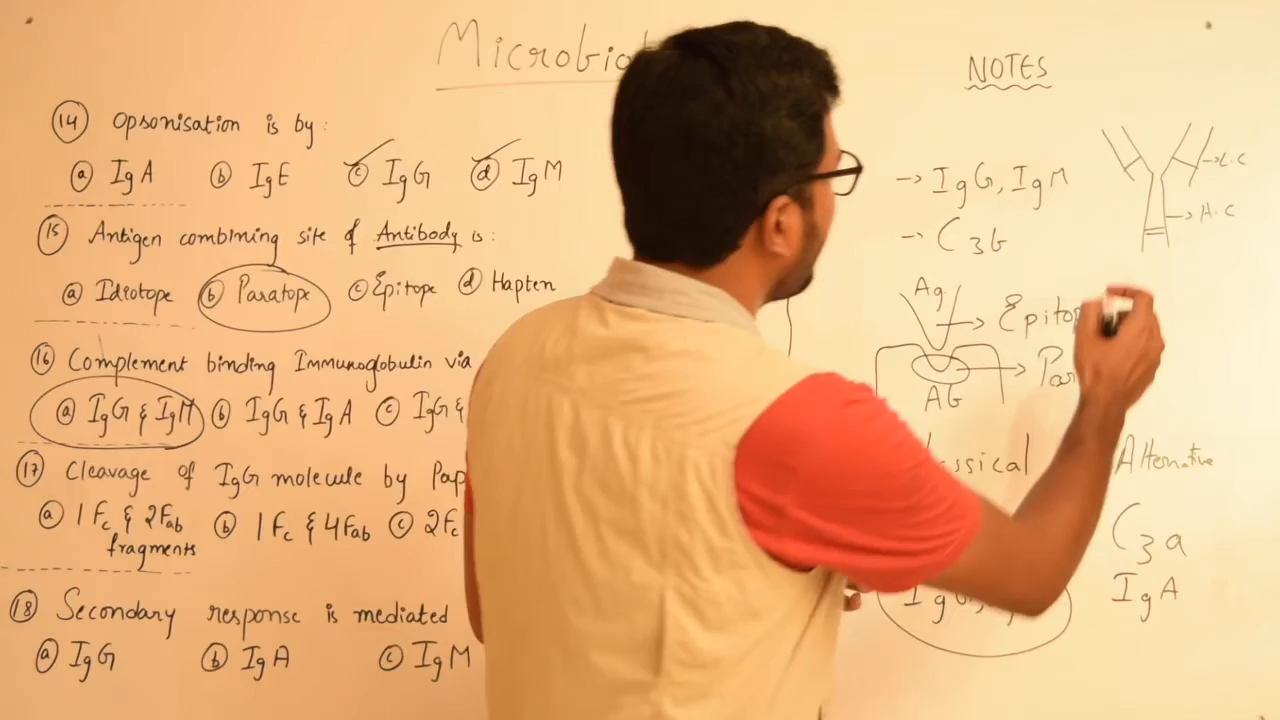 NOTES
14 Opsonisation is by:
a IgA b IgE c IgG d IgM
15 Antigen combining site of Antibody is:
a Idiotope b Paratope c Epitope d Hapten
16 Complement binding Immunoglobulin via
a IgG & IgM b IgG & IgA c IgG &
17 Cleavage of IgG molecule by
a 1Fc & 2Fab fragments b 1Fc & 4Fab c 2Fc
18 Secondary response is mediated
a IgG b IgA c IgM
→ IgG, IgM
→ C3b
→ L.C
→ H.C
Ag
→
→
AG
Alternative
C3a
IgA